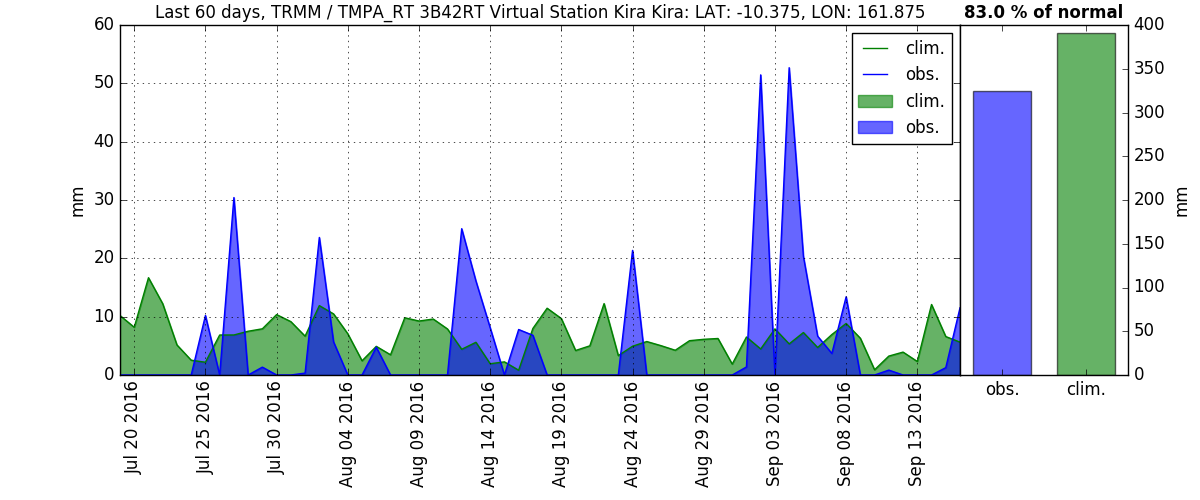 Last 60 days, TRMM / TMPA_RT 3B42RT Virtual Station Kira Kira: LAT: -10.375, LON: 161.875
83.0 % of normal
60
50
40
30
20
10
0
mm
clim.
obs.
clim.
obs.
400
350
300
250
200
150
100
50
0
mm
Jul 20 2016
Jul 25 2016
Jul 30 2016
Aug 04 2016
Aug 09 2016
Aug 14 2016
Aug 19 2016
Aug 24 2016
Aug 29 2016
Sep 03 2016
Sep 08 2016
Sep 13 2016
obs.
clim.